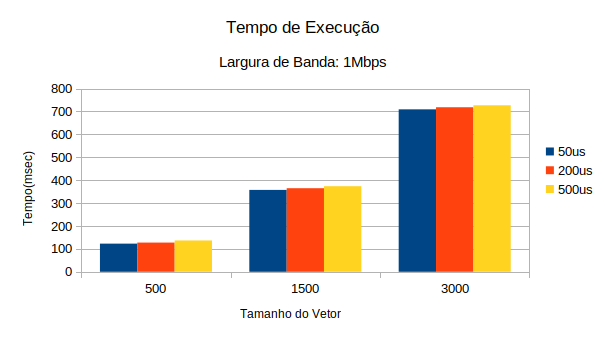 Tempo de Execução
Largura de Banda: 1Mbps
800
700
600
500
400
300
200
100
0
Tempo(msec)
500
1500
3000
Tamanho do Vetor
50us
200us
500us